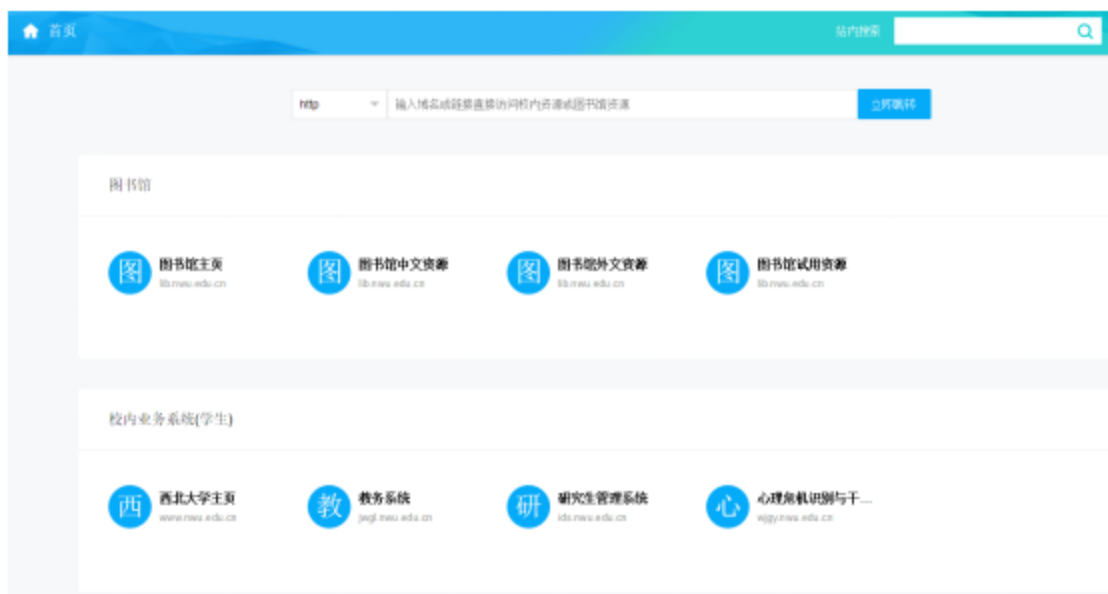 首页
站内搜索
http
输入域名或链接直接访问校内资源或图书馆资源
立即跳转
图书馆
图 图书馆主页
lib.nwu.edu.cn
图 图书馆中文资源
lib.nwu.edu.cn
图 图书馆外文资源
lib.nwu.edu.cn
图 图书馆试用资源
lib.nwu.edu.cn
校内业务系统(学生)
西 西北大学主页
www.nwu.edu.cn
教 教务系统
jwgl.nwu.edu.cn
研 研究生管理系统
ids.nwu.edu.cn
心 心理危机识别与干...
wjgy.nwu.edu.cn